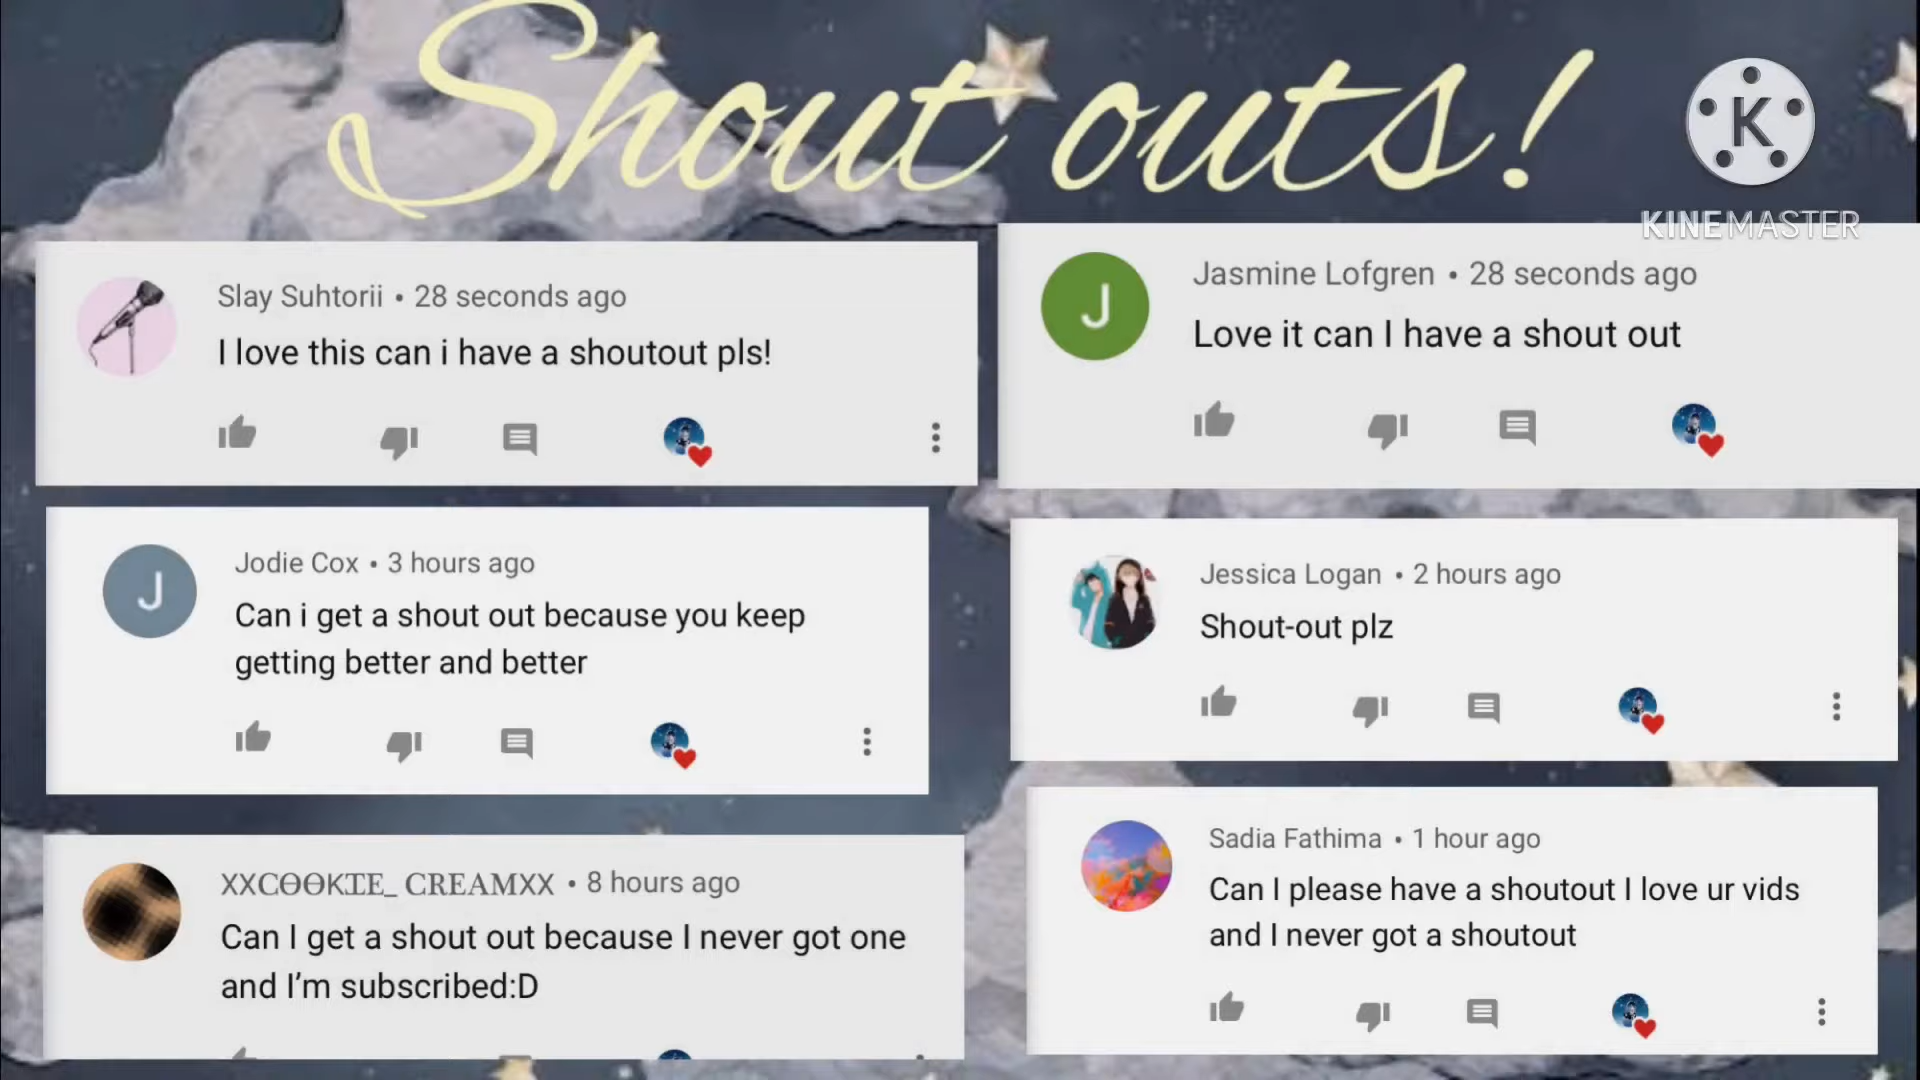 Shout outs!
K
KINEMASTER
Slay Suhtorii • 28 seconds ago
I love this can i have a shoutout pls!
J
Jasmine Lofgren • 28 seconds ago
Love it can I have a shout out
J
Jodie Cox • 3 hours ago
Can i get a shout out because you keep
getting better and better
Jessica Logan • 2 hours ago
Shout-out plz
XXCѲѲKꞮE_ CREAMXX • 8 hours ago
Can I get a shout out because I never got one
and I’m subscribed:D
Sadia Fathima • 1 hour ago
Can I please have a shoutout I love ur vids
and I never got a shoutout